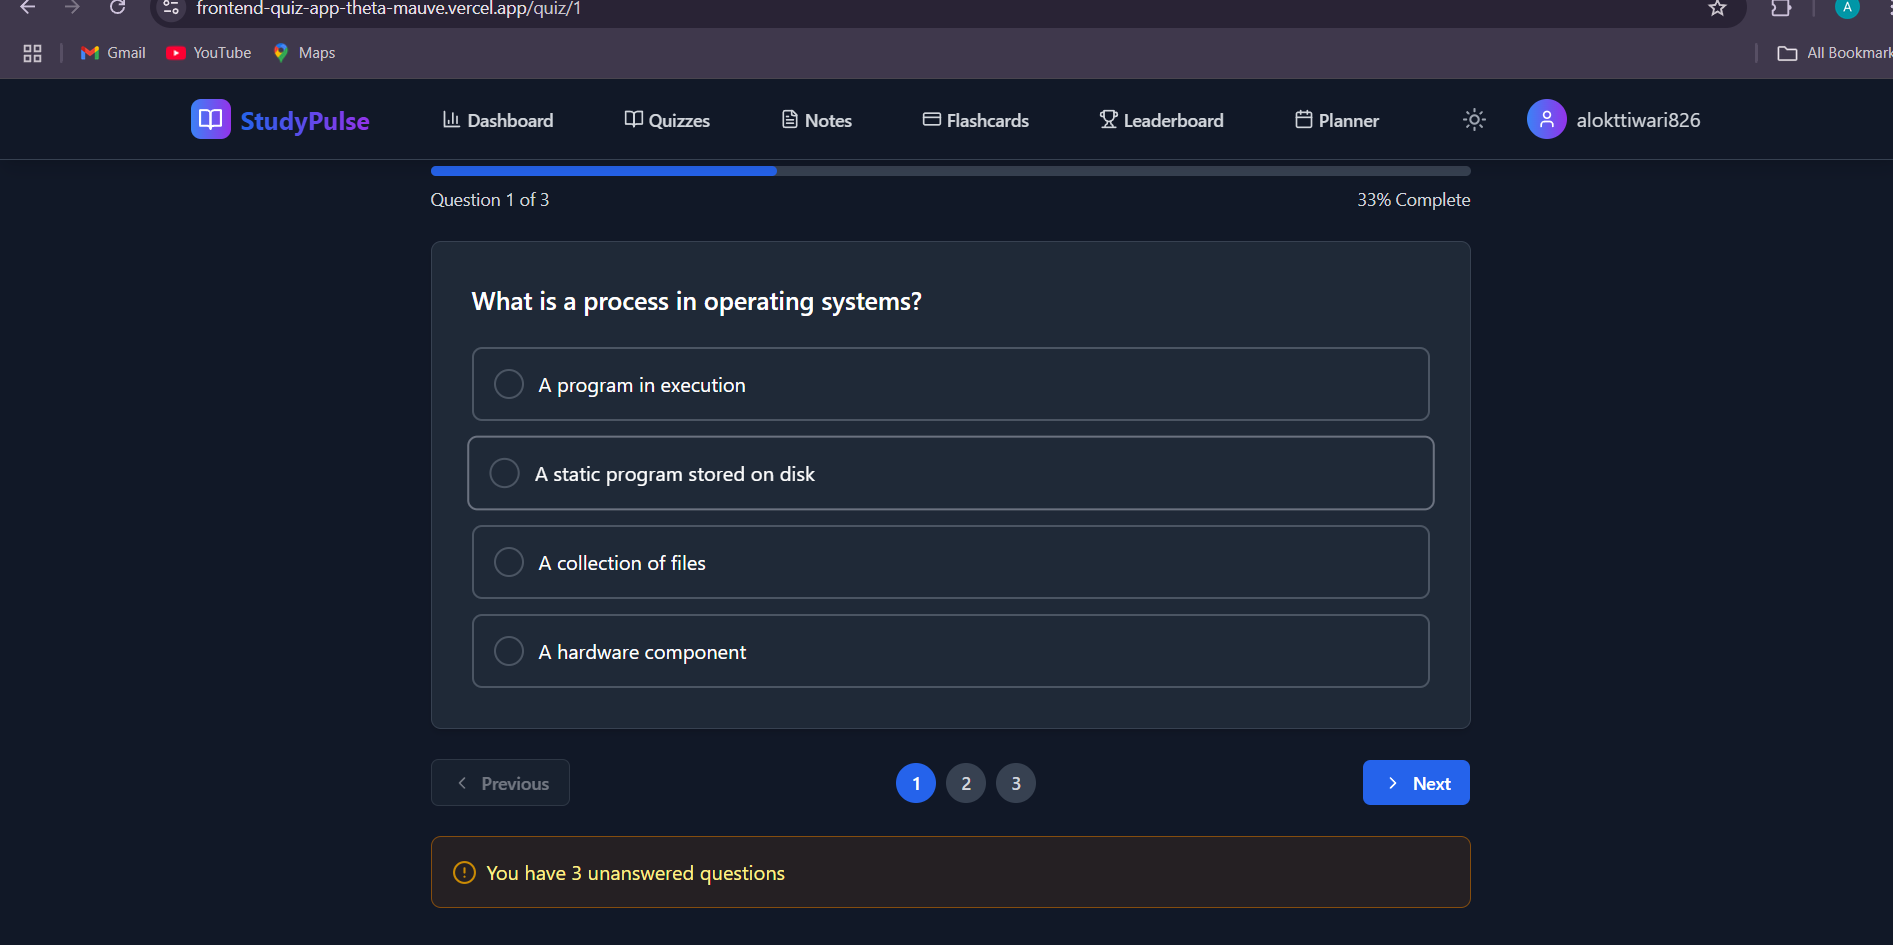 frontend-quiz-app-theta-mauve.vercel.app/quiz/1
A
Gmail YouTube Maps All Bookmark
StudyPulse Dashboard Quizzes Notes Flashcards Leaderboard Planner alokttiwari826
Question 1 of 3 33% Complete
What is a process in operating systems?
A program in execution
A static program stored on disk
A collection of files
A hardware component
Previous 1 2 3 Next
You have 3 unanswered questions